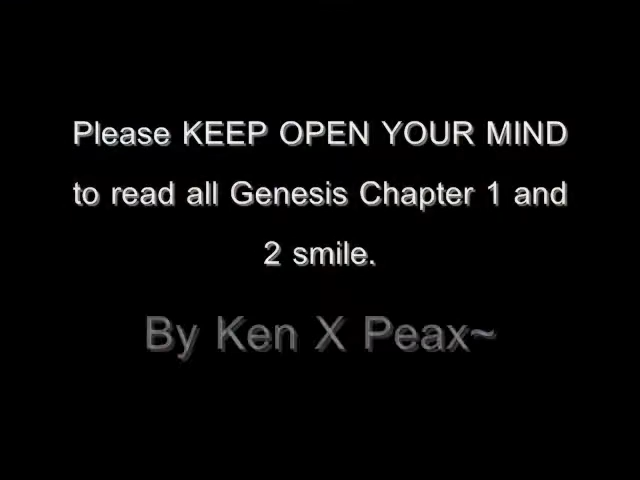 Please KEEP OPEN YOUR MIND
to read all Genesis Chapter 1 and
2 smile.
By Ken X Peax~